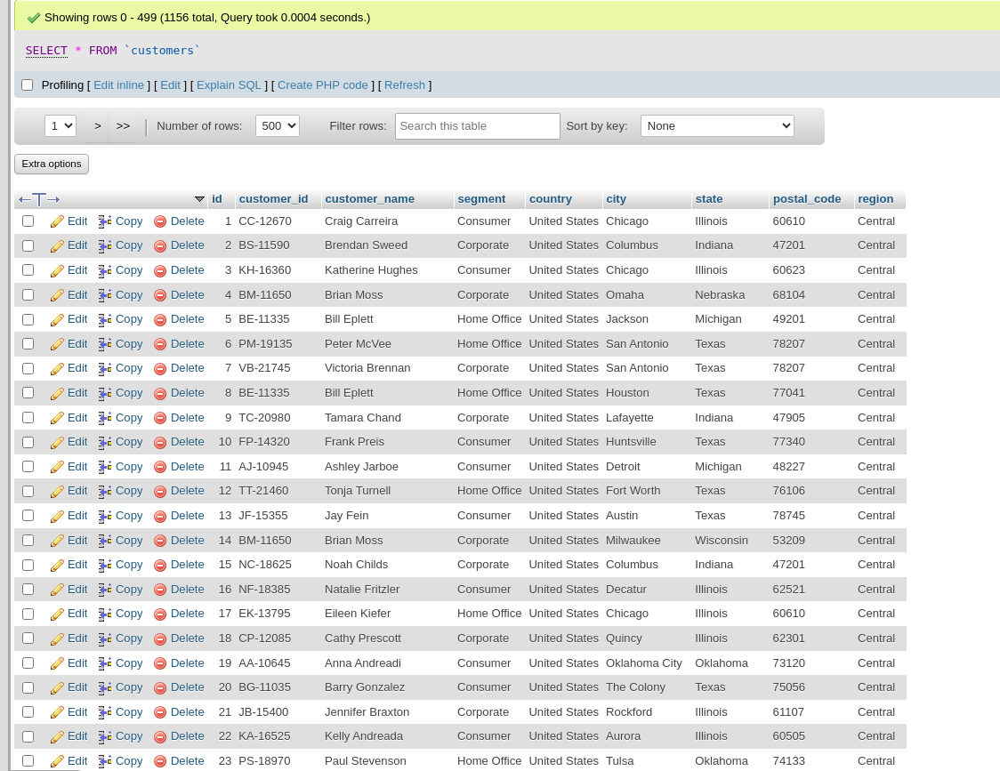 Showing rows 0 - 499 (1156 total, Query took 0.0004 seconds.)
SELECT * FROM `customers`
Profiling [ Edit inline ] [ Edit ] [ Explain SQL ] [ Create PHP code ] [ Refresh ]
1 > >> Number of rows: 500 Filter rows: Search this table Sort by key: None
Extra options
id customer_id customer_name segment country city state postal_code region
Edit Copy Delete 1 CC-12670 Craig Carreira Consumer United States Chicago Illinois 60610 Central
Edit Copy Delete 2 BS-11590 Brendan Sweed Corporate United States Columbus Indiana 47201 Central
Edit Copy Delete 3 KH-16360 Katherine Hughes Consumer United States Chicago Illinois 60623 Central
Edit Copy Delete 4 BM-11650 Brian Moss Corporate United States Omaha Nebraska 68104 Central
Edit Copy Delete 5 BE-11335 Bill Eplett Home Office United States Jackson Michigan 49201 Central
Edit Copy Delete 6 PM-19135 Peter McVee Home Office United States San Antonio Texas 78207 Central
Edit Copy Delete 7 VB-21745 Victoria Brennan Corporate United States San Antonio Texas 78207 Central
Edit Copy Delete 8 BE-11335 Bill Eplett Home Office United States Houston Texas 77041 Central
Edit Copy Delete 9 TC-20980 Tamara Chand Corporate United States Lafayette Indiana 47905 Central
Edit Copy Delete 10 FP-14320 Frank Preis Consumer United States Huntsville Texas 77340 Central
Edit Copy Delete 11 AJ-10945 Ashley Jarboe Consumer United States Detroit Michigan 48227 Central
Edit Copy Delete 12 TT-21460 Tonja Turnell Home Office United States Fort Worth Texas 76106 Central
Edit Copy Delete 13 JF-15355 Jay Fein Consumer United States Austin Texas 78745 Central
Edit Copy Delete 14 BM-11650 Brian Moss Corporate United States Milwaukee Wisconsin 53209 Central
Edit Copy Delete 15 NC-18625 Noah Childs Corporate United States Columbus Indiana 47201 Central
Edit Copy Delete 16 NF-18385 Natalie Fritzler Consumer United States Decatur Illinois 62521 Central
Edit Copy Delete 17 EK-13795 Eileen Kiefer Home Office United States Chicago Illinois 60610 Central
Edit Copy Delete 18 CP-12085 Cathy Prescott Corporate United States Quincy Illinois 62301 Central
Edit Copy Delete 19 AA-10645 Anna Andreadi Consumer United States Oklahoma City Oklahoma 73120 Central
Edit Copy Delete 20 BG-11035 Barry Gonzalez Consumer United States The Colony Texas 75056 Central
Edit Copy Delete 21 JB-15400 Jennifer Braxton Corporate United States Rockford Illinois 61107 Central
Edit Copy Delete 22 KA-16525 Kelly Andreada Consumer United States Aurora Illinois 60505 Central
Edit Copy Delete 23 PS-18970 Paul Stevenson Home Office United States Tulsa Oklahoma 74133 Central